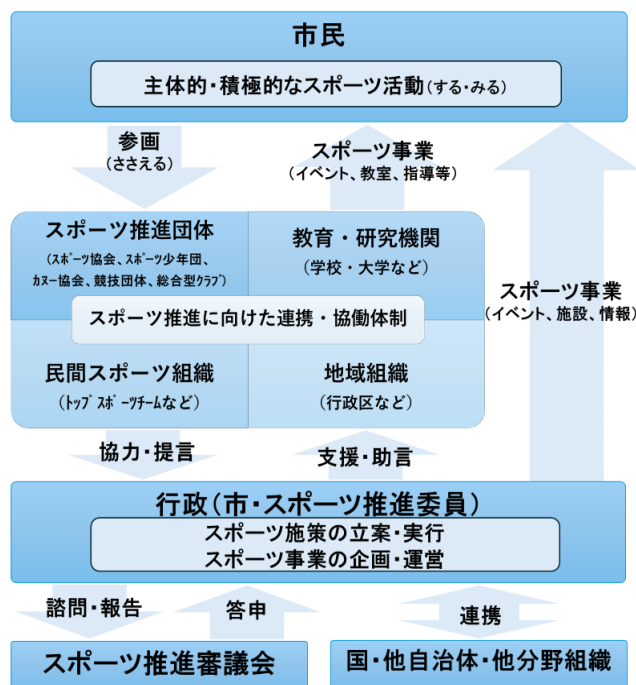 市民
主体的・積極的なスポーツ活動(する・みる)
参画
(ささえる)
スポーツ事業
(イベント、教室、指導等)
スポーツ推進団体
(スポーツ協会、スポーツ少年団、
カヌー協会、競技団体、総合型クラブ)
教育・研究機関
(学校・大学など)
スポーツ事業
(イベント、施設、情報)
スポーツ推進に向けた連携・協働体制
民間スポーツ組織
(トップスポーツチームなど)
地域組織
(行政区など)
協力・提言
支援・助言
行政(市・スポーツ推進委員)
スポーツ施策の立案・実行
スポーツ事業の企画・運営
諮問・報告
答申
連携
スポーツ推進審議会
国・他自治体・他分野組織